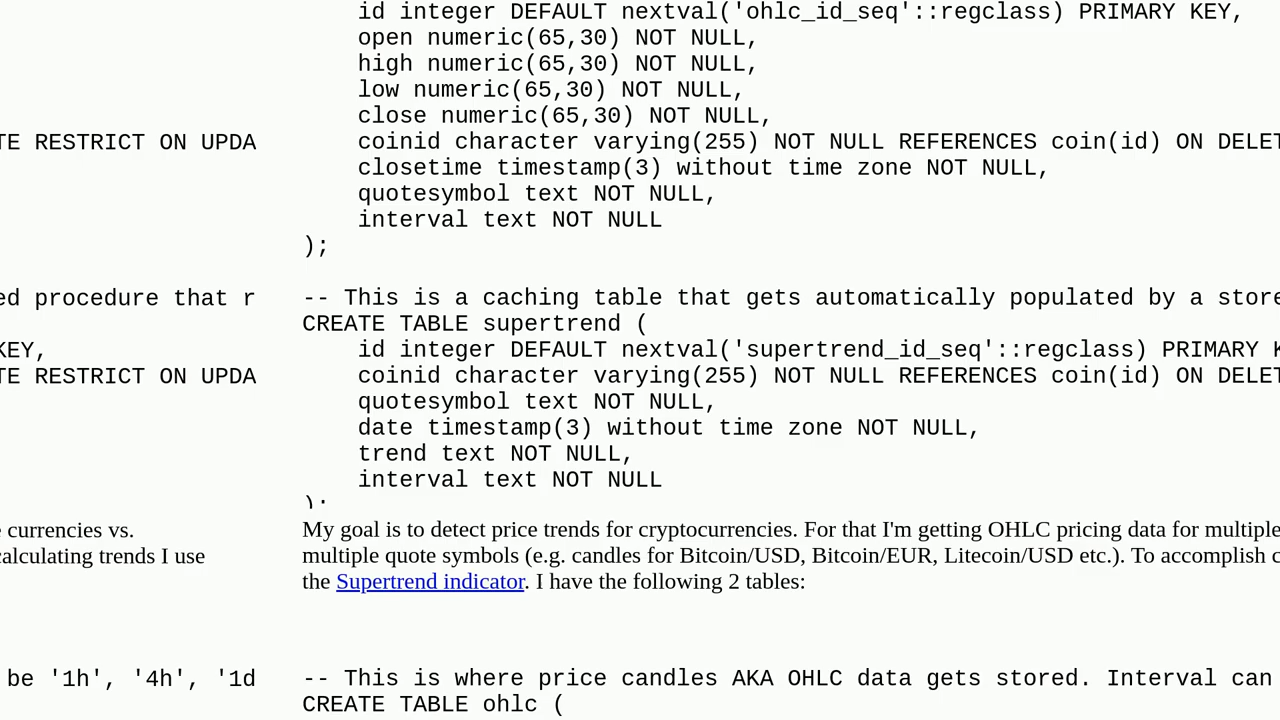 id integer DEFAULT nextval('ohlc_id_seq'::regclass) PRIMARY KEY,
open numeric(65,30) NOT NULL,
high numeric(65,30) NOT NULL,
low numeric(65,30) NOT NULL,
close numeric(65,30) NOT NULL,
TE RESTRICT ON UPDA
coinid character varying(255) NOT NULL REFERENCES coin(id) ON DELET
closetime timestamp(3) without time zone NOT NULL,
quotesymbol text NOT NULL,
interval text NOT NULL
);
ed procedure that r
-- This is a caching table that gets automatically populated by a store
CREATE TABLE supertrend (
KEY,
id integer DEFAULT nextval('supertrend_id_seq'::regclass) PRIMARY K
TE RESTRICT ON UPDA
coinid character varying(255) NOT NULL REFERENCES coin(id) ON DELET
quotesymbol text NOT NULL,
date timestamp(3) without time zone NOT NULL,
trend text NOT NULL,
interval text NOT NULL
);
e currencies vs.
My goal is to detect price trends for cryptocurrencies. For that I'm getting OHLC pricing data for multiple
calculating trends I use
multiple quote symbols (e.g. candles for Bitcoin/USD, Bitcoin/EUR, Litecoin/USD etc.). To accomplish c
the Supertrend indicator. I have the following 2 tables:
be '1h', '4h', '1d
-- This is where price candles AKA OHLC data gets stored. Interval can
CREATE TABLE ohlc (